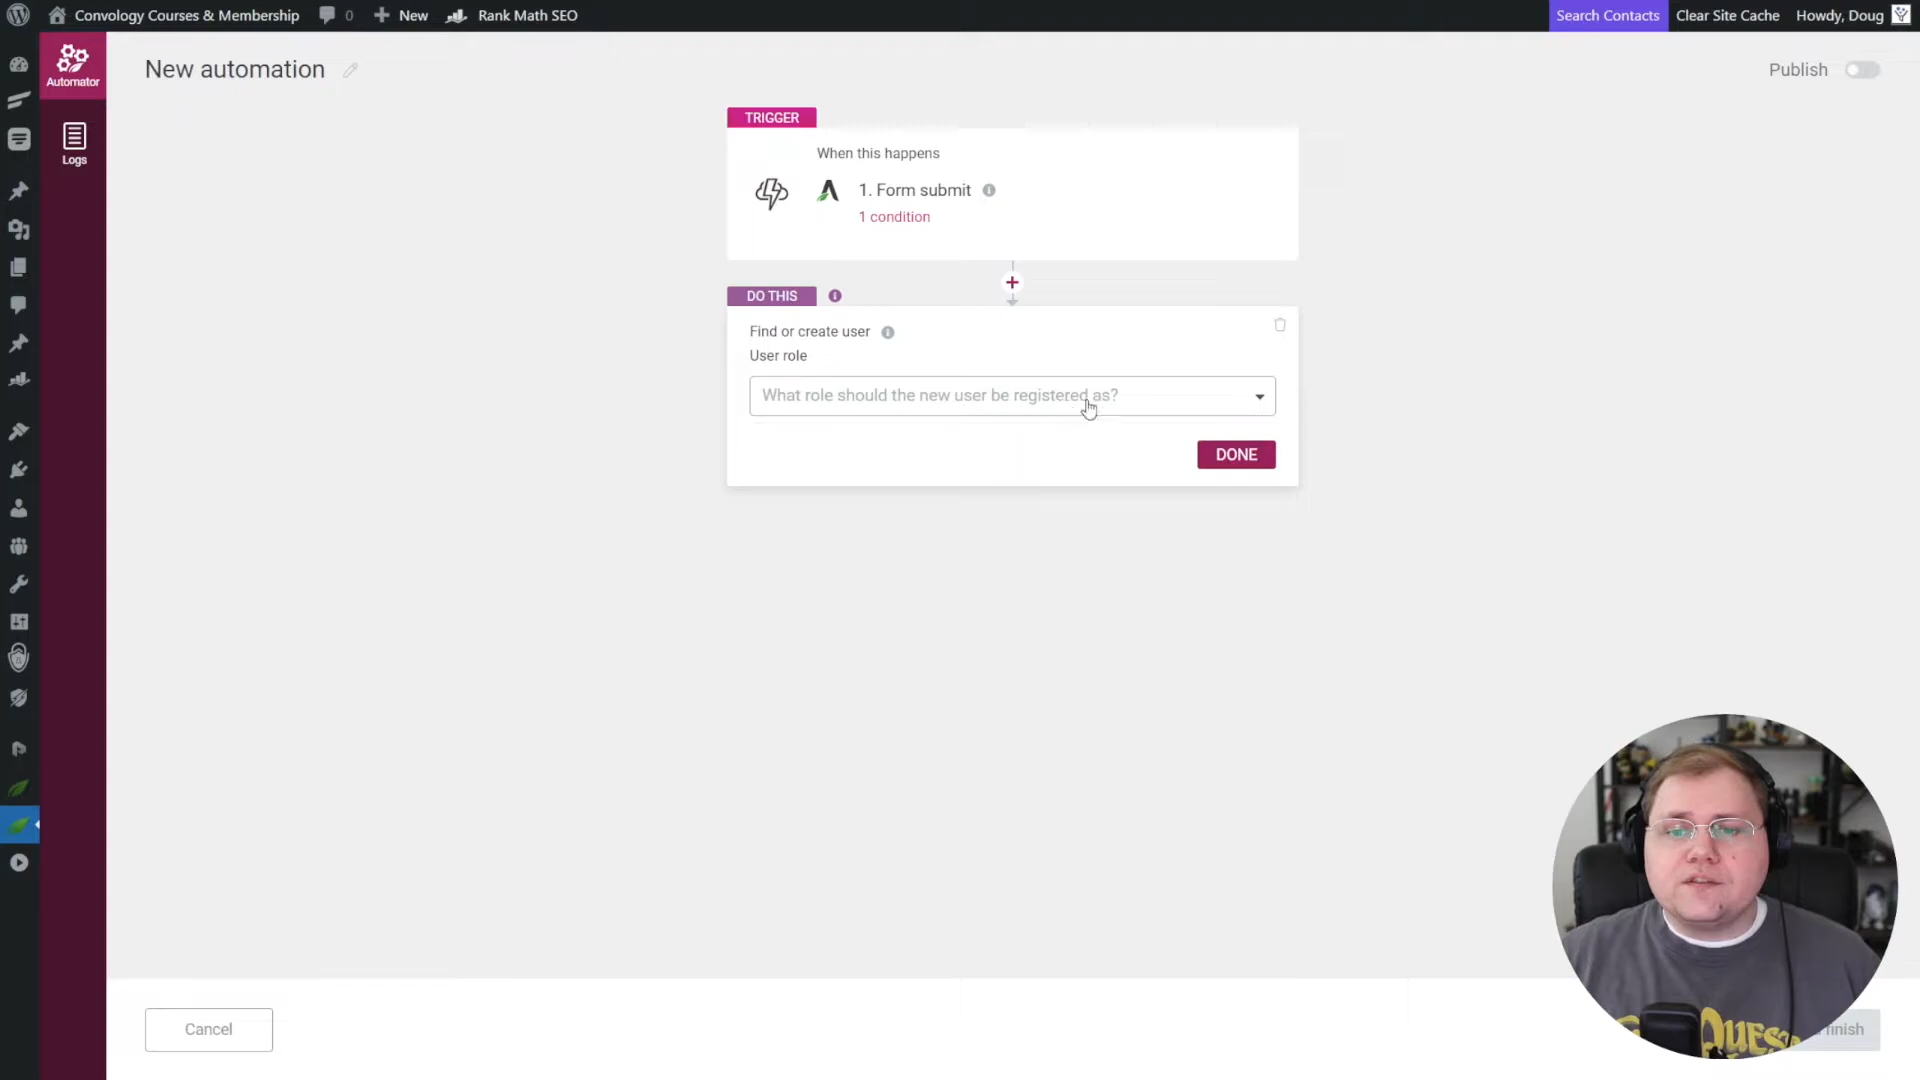 Convology Courses & Membership 0 New Rank Math SEO Search Contacts Clear Site Cache Howdy, Doug
Automator
New automation
Publish
Logs
TRIGGER
When this happens
1. Form submit
1 condition
DO THIS
Find or create user
User role
What role should the new user be registered as?
DONE
Cancel
finish